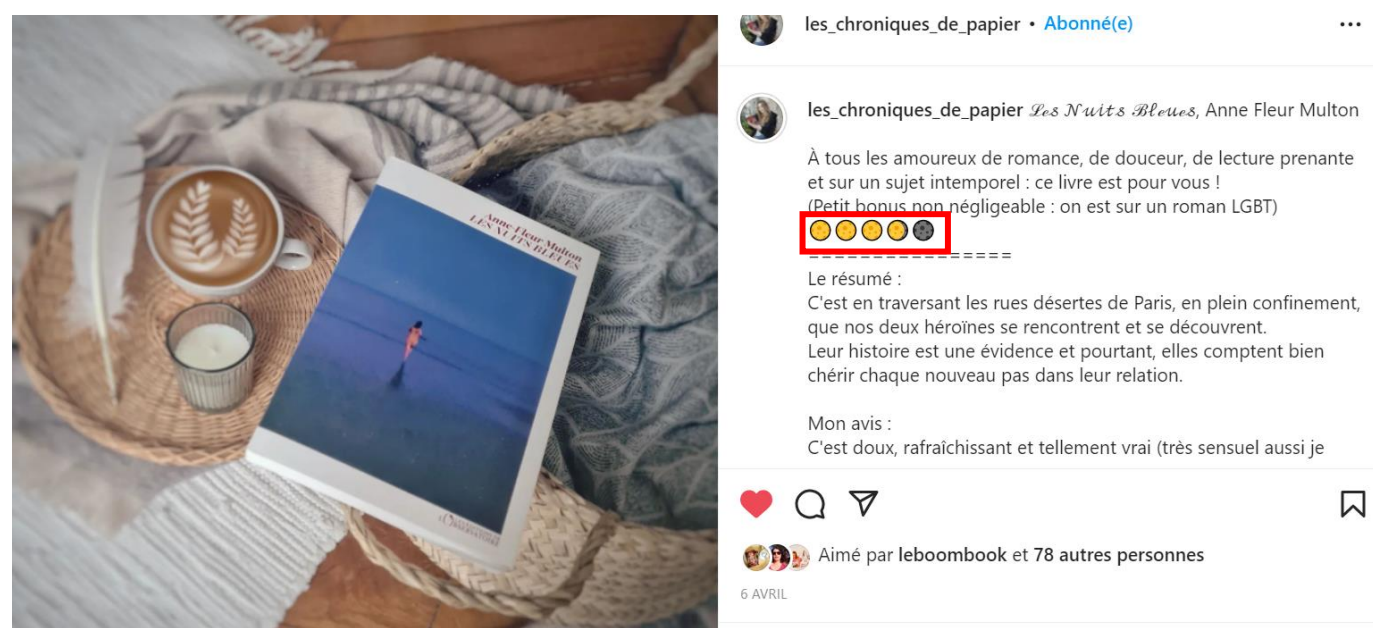 Anne-Fleur Multon
LES NUITS BLEUES
L'OBSERVATOIRE
les_chroniques_de_papier • Abonné(e)
les_chroniques_de_papier 𝓛𝓮𝓼 𝓝𝓾𝓲𝓽𝓼 𝓑𝓵𝓮𝓾𝓮𝓼, Anne Fleur Multon
À tous les amoureux de romance, de douceur, de lecture prenante
et sur un sujet intemporel : ce livre est pour vous !
(Petit bonus non négligeable : on est sur un roman LGBT)
🌕🌕🌕🌖🌑
================
Le résumé :
C'est en traversant les rues désertes de Paris, en plein confinement,
que nos deux héroïnes se rencontrent et se découvrent.
Leur histoire est une évidence et pourtant, elles comptent bien
chérir chaque nouveau pas dans leur relation.
Mon avis :
C'est doux, rafraîchissant et tellement vrai (très sensuel aussi je
Aimé par leboombook et 78 autres personnes
6 AVRIL